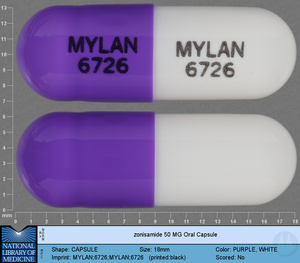 MYLAN
6726
MYLAN
6726
zonisamide 50 MG Oral Capsule
NATIONAL
LIBRARY OF
MEDICINE
Shape: CAPSULE Size: 18mm Color: PURPLE, WHITE
Imprint: MYLAN;6726;MYLAN;6726 (printed;black) Scored: No